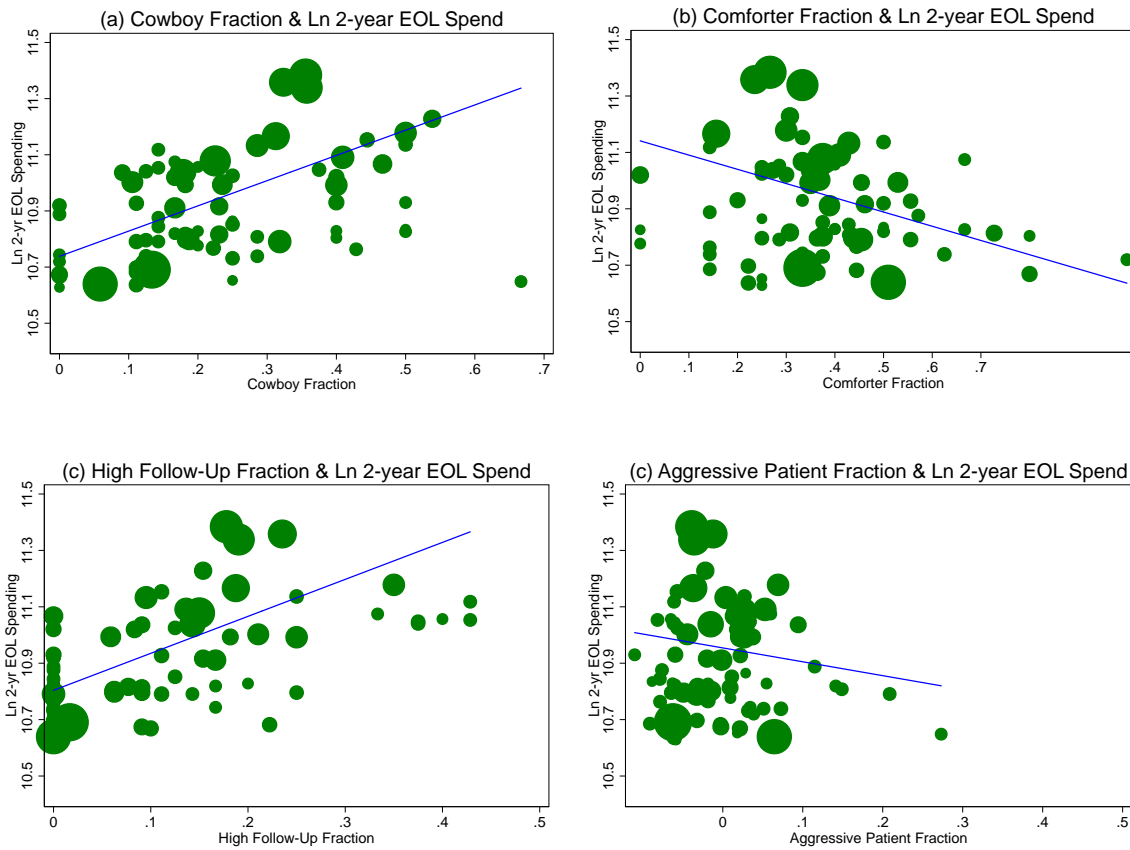 (a) Cowboy Fraction & Ln 2-year EOL Spend
Ln 2-yr EOL Spending
11.5
11.3
11.1
10.9
10.7
10.5
0 .1 .2 .3 .4 .5 .6 .7
Cowboy Fraction
(b) Comforter Fraction & Ln 2-year EOL Spend
Ln 2-yr EOL Spending
11.5
11.3
11.1
10.9
10.7
10.5
0 .1 .2 .3 .4 .5 .6 .7
Comforter Fraction
(c) High Follow-Up Fraction & Ln 2-year EOL Spend
Ln 2-yr EOL Spending
11.5
11.3
11.1
10.9
10.7
10.5
0 .1 .2 .3 .4 .5
High Follow-Up Fraction
(c) Aggressive Patient Fraction & Ln 2-year EOL Spend
Ln 2-yr EOL Spending
11.5
11.3
11.1
10.9
10.7
10.5
0 .1 .2 .3 .4 .5
Aggressive Patient Fraction